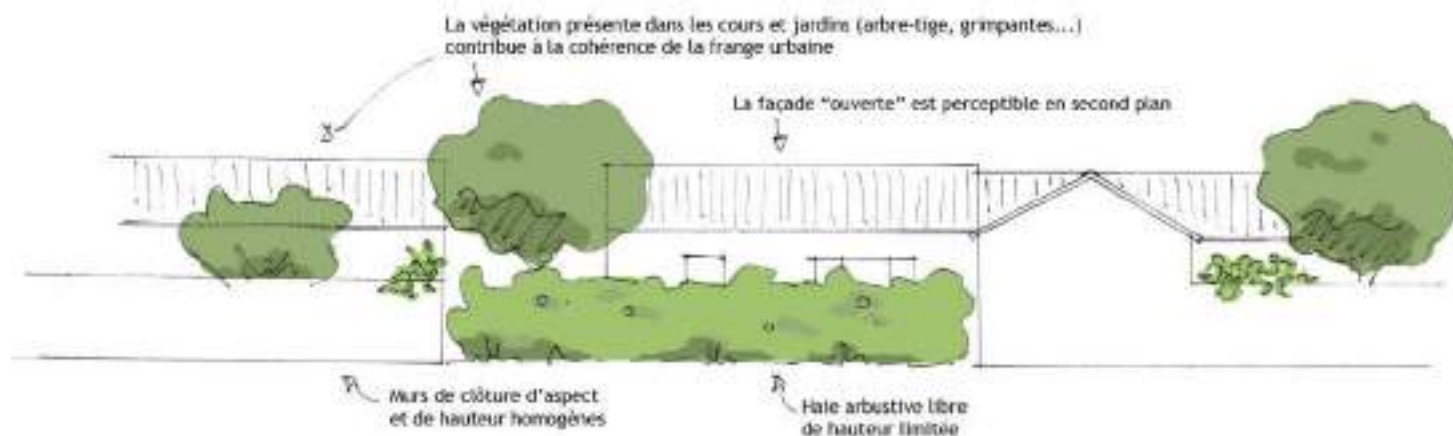 La végétation présente dans les cours et jardins (arbre-tige, grimpantes...)
contribue à la cohérence de la frange urbaine
La façade "ouverte" est perceptible en second plan
Murs de clôture d'aspect
et de hauteur homogènes
Haie arbustive libre
de hauteur limitée